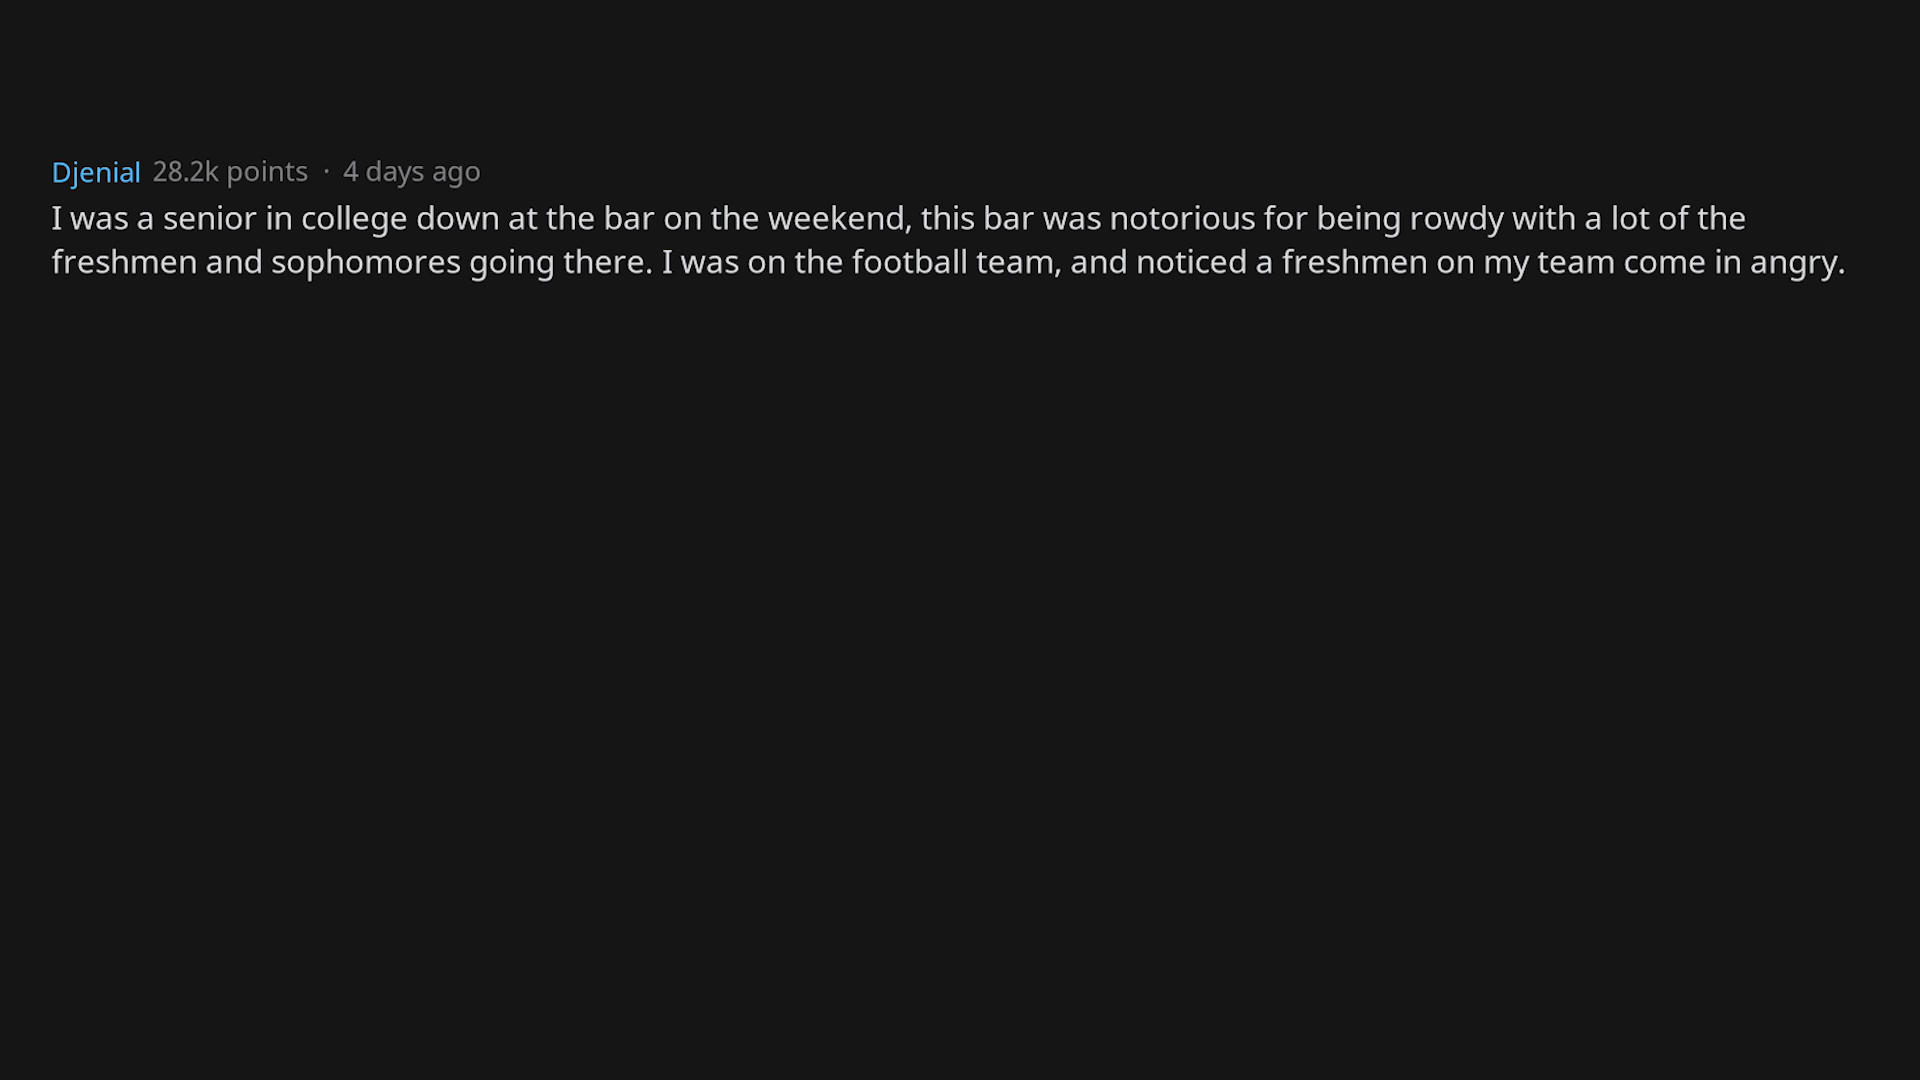 Djenial 28.2k points · 4 days ago
I was a senior in college down at the bar on the weekend, this bar was notorious for being rowdy with a lot of the
freshmen and sophomores going there. I was on the football team, and noticed a freshmen on my team come in angry.